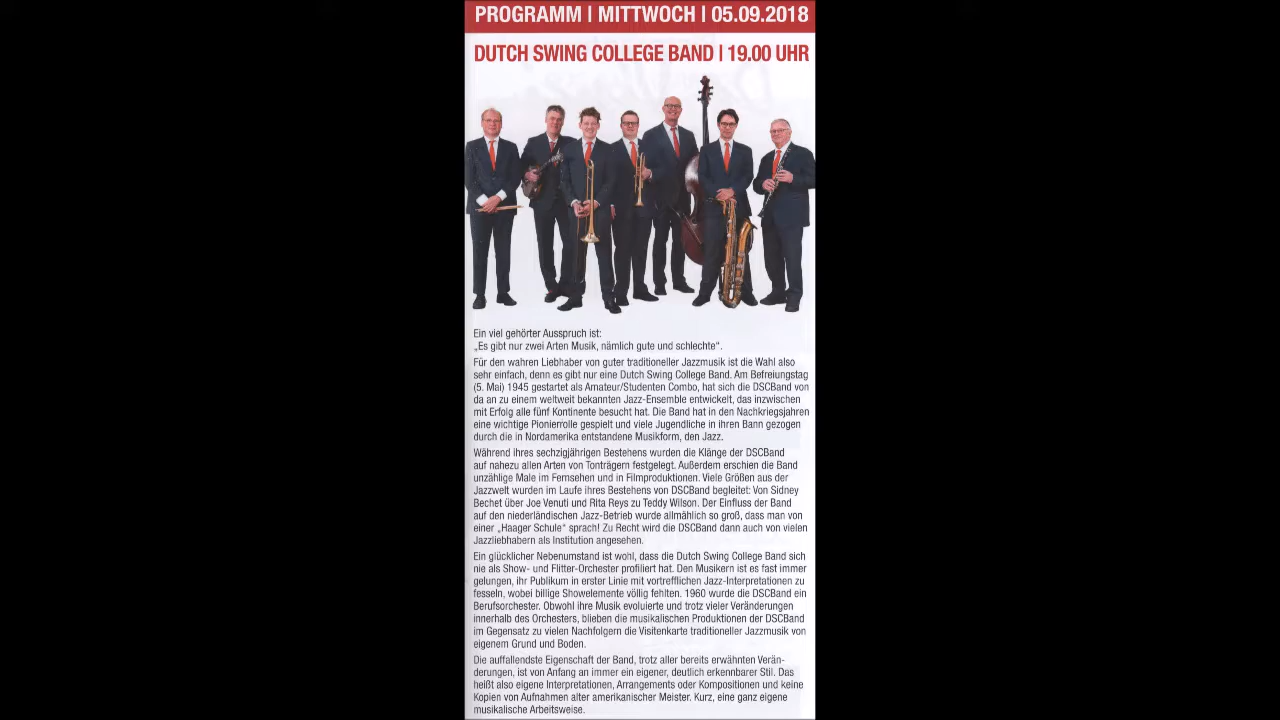 PROGRAMM | MITTWOCH | 05.09.2018
DUTCH SWING COLLEGE BAND | 19.00 UHR
Ein viel gehörter Ausspruch ist:
„Es gibt nur zwei Arten Musik, nämlich gute und schlechte“.
Für den wahren Liebhaber von guter traditioneller Jazzmusik ist die Wahl also
sehr einfach, denn es gibt nur eine Dutch Swing College Band. Am Befreiungstag
(5. Mai) 1945 gestartet als Amateur/Studenten Combo, hat sich die DSCBand von
da an zu einem weltweit bekannten Jazz-Ensemble entwickelt, das inzwischen
mit Erfolg alle fünf Kontinente besucht hat. Die Band hat in den Nachkriegsjahren
eine wichtige Pionierrolle gespielt und viele Jugendliche in ihren Bann gezogen
durch die in Nordamerika entstandene Musikform, den Jazz.
Während ihres sechzigjährigen Bestehens wurden die Klänge der DSCBand
auf nahezu allen Arten von Tonträgern festgelegt. Außerdem erschien die Band
unzählige Male im Fernsehen und in Filmproduktionen. Viele Größen aus der
Jazzwelt wurden im Laufe ihres Bestehens von DSCBand begleitet: Von Sidney
Bechet über Joe Venuti und Rita Reys zu Teddy Wilson. Der Einfluss der Band
auf den niederländischen Jazz-Betrieb wurde allmählich so groß, dass man von
einer „Haager Schule“ sprach! Zu Recht wird die DSCBand dann auch von vielen
Jazzliebhabern als Institution angesehen.
Ein glücklicher Nebenumstand ist wohl, dass die Dutch Swing College Band sich
nie als Show- und Flitter-Orchester profiliert hat. Den Musikern ist es fast immer
gelungen, ihr Publikum in erster Linie mit vortrefflichen Jazz-Interpretationen zu
fesseln, wobei billige Showelemente völlig fehlten. 1960 wurde die DSCBand ein
Berufsorchester. Obwohl ihre Musik evoluierte und trotz vieler Veränderungen
innerhalb des Orchesters, blieben die musikalischen Produktionen der DSCBand
im Gegensatz zu vielen Nachfolgern die Visitenkarte traditioneller Jazzmusik von
eigenem Grund und Boden.
Die auffallendste Eigenschaft der Band, trotz aller bereits erwähnten Verän-
derungen, ist von Anfang an immer ein eigener, deutlich erkennbarer Stil. Das
heißt also eigene Interpretationen, Arrangements oder Kompositionen und keine
Kopien von Aufnahmen alter amerikanischer Meister. Kurz, eine ganz eigene
musikalische Arbeitsweise.